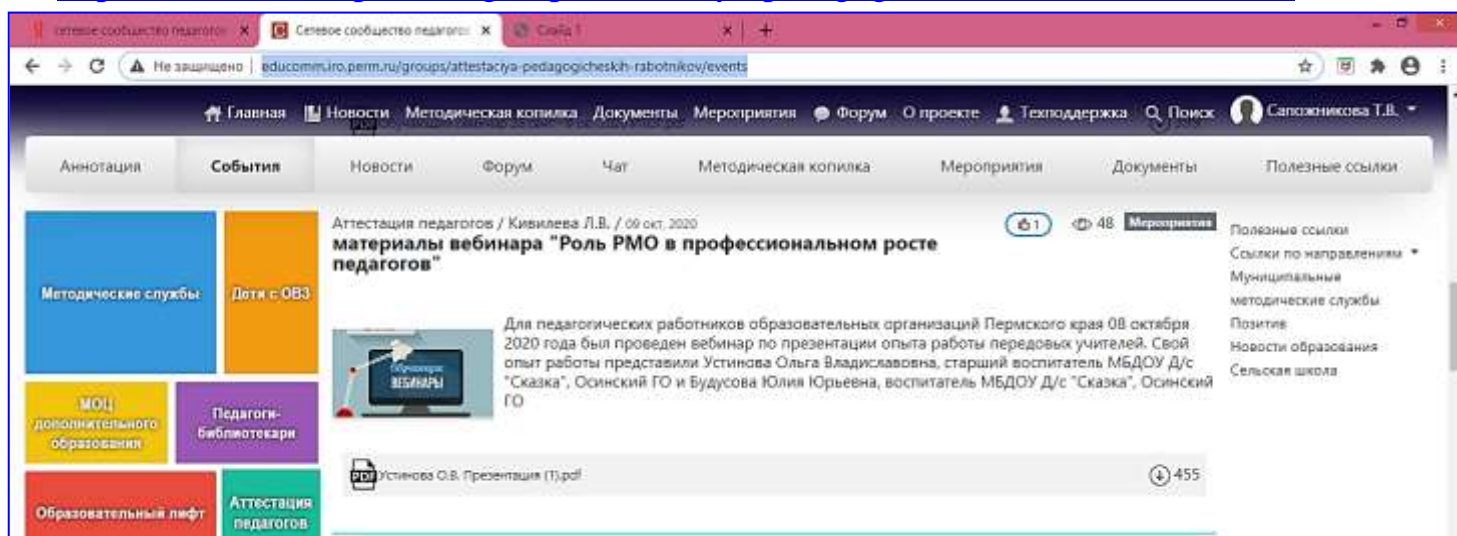 сетевое сообщество педагогов
Сетевое сообщество педагогов
Слайд 1
Не защищено
educomm.iro.perm.ru/groups/attestaciya-pedagogicheskih-rabotnikov/events
Главная Новости Методическая копилка Документы Мероприятия Форум О проекте Техподдержка Поиск Сапожникова Т.В.
Аннотация События Новости Форум Чат Методическая копилка Мероприятия Документы Полезные ссылки
Методические службы
Дети с ОВЗ
МОЦ
дополнительного
образования
Педагоги-
библиотекари
Образовательный лифт
Аттестация
педагогов
Аттестация педагогов / Кивилева Л.В. / 09 окт. 2020
1 48 Мероприятия
материалы вебинара "Роль РМО в профессиональном росте
педагогов"
ВЕБИНАРЫ
Для педагогических работников образовательных организаций Пермского края 08 октября
2020 года был проведен вебинар по презентации опыта работы передовых учителей. Свой
опыт работы представили Устинова Ольга Владиславовна, старший воспитатель МБДОУ Д/с
"Сказка", Осинский ГО и Будусова Юлия Юрьевна, воспитатель МБДОУ Д/с "Сказка", Осинский
ГО
PDF Устинова О.В. Презентация (1).pdf 455
Полезные ссылки
Ссылки по направлениям
Муниципальные
методические службы
Позитив
Новости образования
Сельская школа